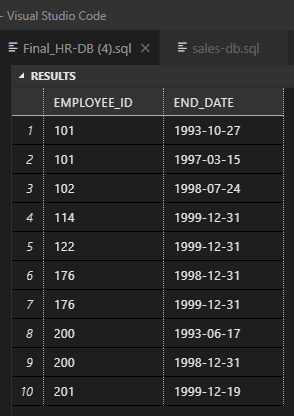 - Visual Studio Code
Final_HR-DB (4).sql sales-db.sql
RESULTS
EMPLOYEE_ID END_DATE
1 101 1993-10-27
2 101 1997-03-15
3 102 1998-07-24
4 114 1999-12-31
5 122 1999-12-31
6 176 1998-12-31
7 176 1999-12-31
8 200 1993-06-17
9 200 1998-12-31
10 201 1999-12-19